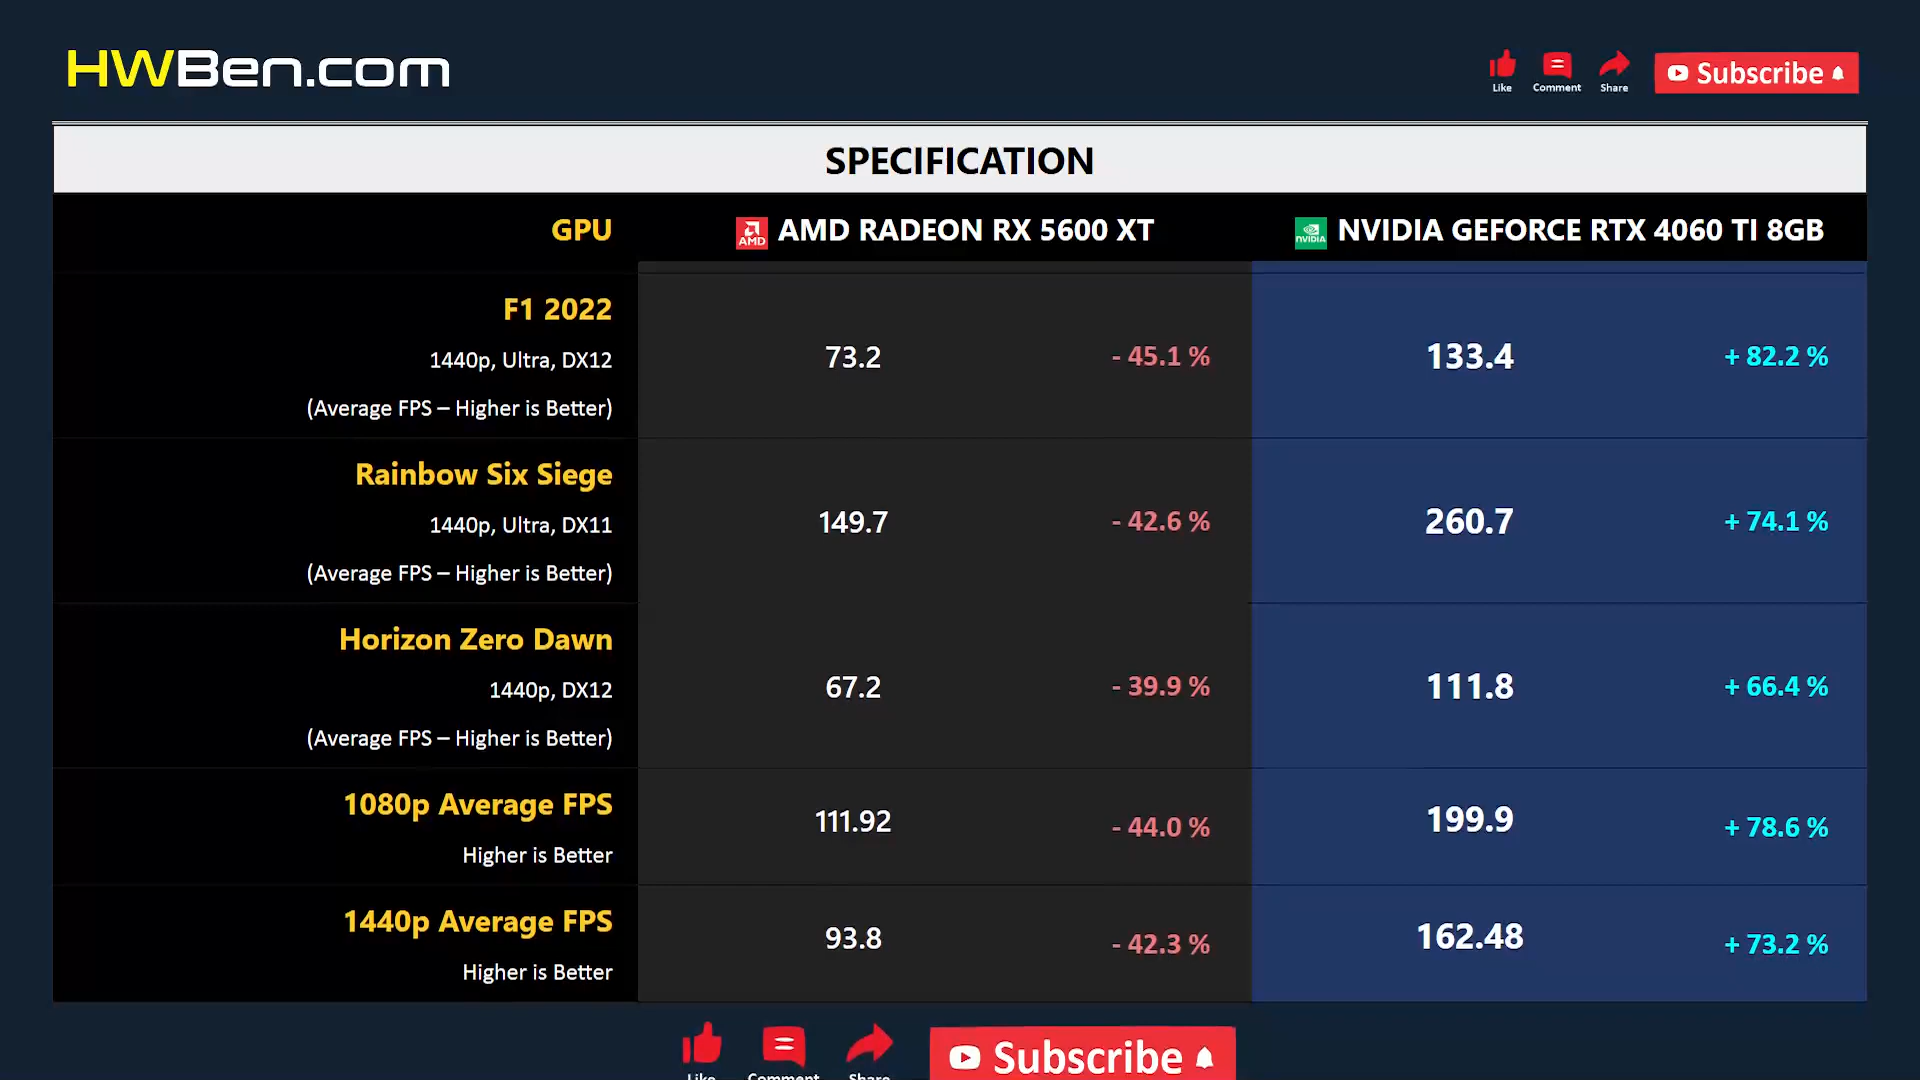 HWBen.com
Like Comment Share Subscribe
SPECIFICATION
GPU AMD AMD RADEON RX 5600 XT NVIDIA NVIDIA GEFORCE RTX 4060 TI 8GB
F1 2022
1440p, Ultra, DX12
(Average FPS – Higher is Better)
73.2 - 45.1 % 133.4 + 82.2 %
Rainbow Six Siege
1440p, Ultra, DX11
(Average FPS – Higher is Better)
149.7 - 42.6 % 260.7 + 74.1 %
Horizon Zero Dawn
1440p, DX12
(Average FPS – Higher is Better)
67.2 - 39.9 % 111.8 + 66.4 %
1080p Average FPS
Higher is Better
111.92 - 44.0 % 199.9 + 78.6 %
1440p Average FPS
Higher is Better
93.8 - 42.3 % 162.48 + 73.2 %
Like Comment Share Subscribe